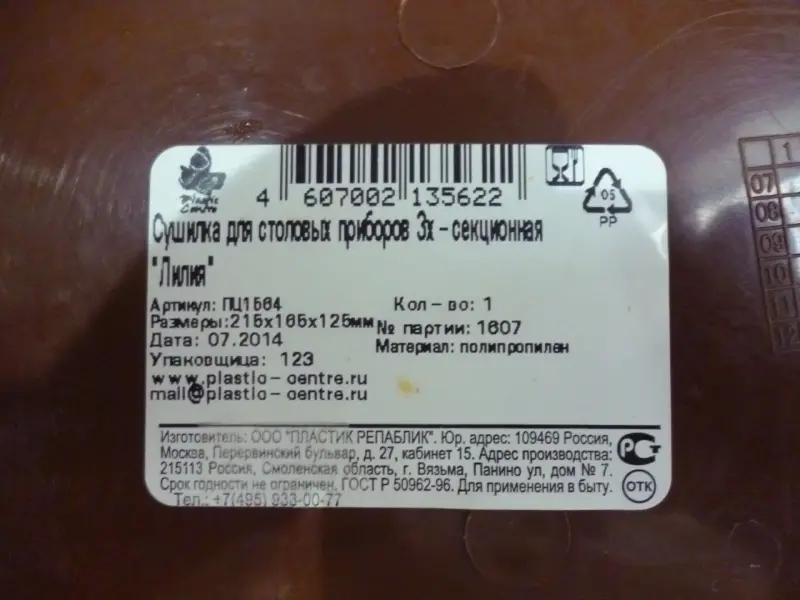 Plastic
Centre
4 607002 135622
05
PP
Сушилка для столовых приборов 3х-секционная
"Лилия"
Артикул: ПЦ1564 Кол-во: 1
Размеры:215х165х125мм № партии: 1607
Дата: 07.2014 Материал: полипропилен
Упаковщица: 123
www.plastic-centre.ru
mail@plastic-centre.ru
Изготовитель: ООО "ПЛАСТИК РЕПАБЛИК". Юр. адрес: 109469 Россия,
Москва, Перервинский бульвар, д. 27, кабинет 15. Адрес производства:
215113 Россия, Смоленская область, г. Вязьма, Панино ул, дом № 7.
Срок годности не ограничен. ГОСТ Р 50962-96. Для применения в быту.
Тел.: +7(495) 933-00-77
РСТ
ОТК
1
07
08
09
10
11
12